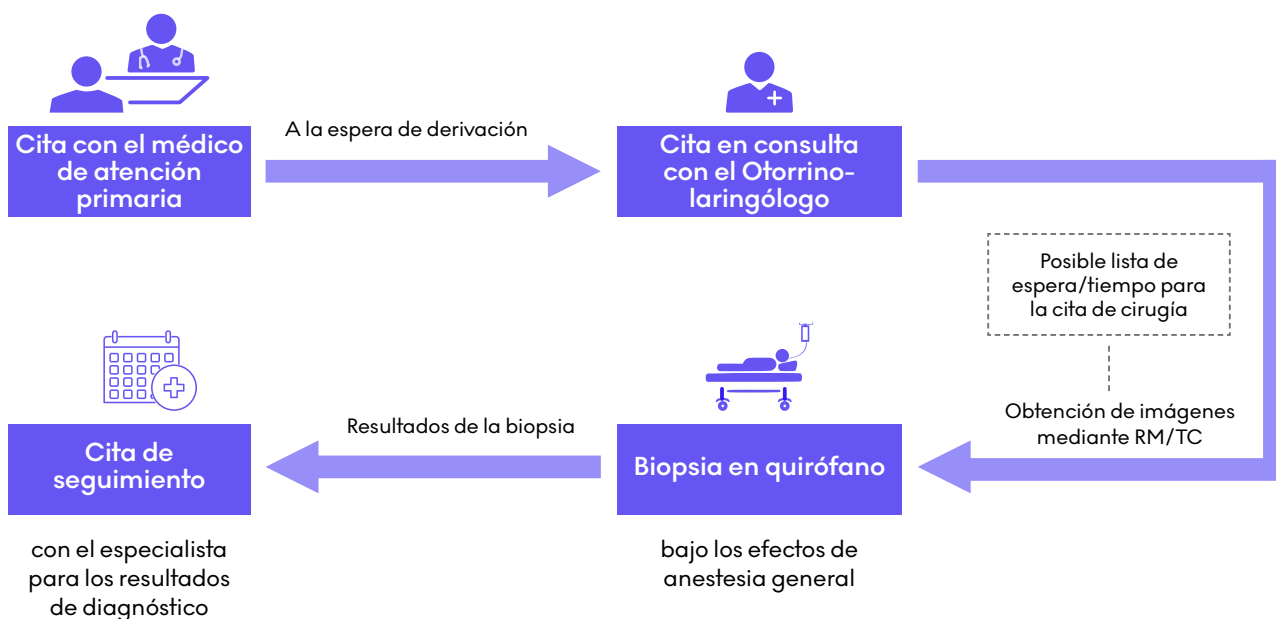 Cita con el médico
de atención
primaria
A la espera de derivación
Cita en consulta
con el Otorrino-
laringólogo
Posible lista de
espera/tiempo para
la cita de cirugía
Obtención de imágenes
mediante RM/TC
Biopsia en quirófano
bajo los efectos de
anestesia general
Resultados de la biopsia
Cita de
seguimiento
con el especialista
para los resultados
de diagnóstico